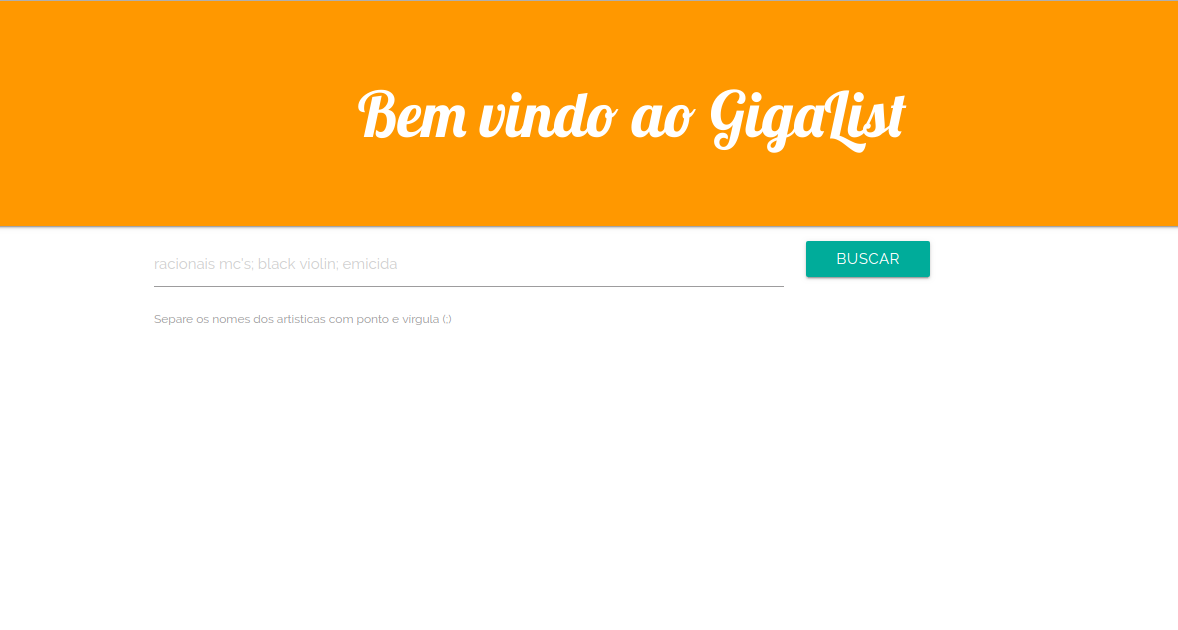 Bem vindo ao GigaList
racionais mc's; black violin; emicida
BUSCAR
Separe os nomes dos artisticas com ponto e virgula (;)